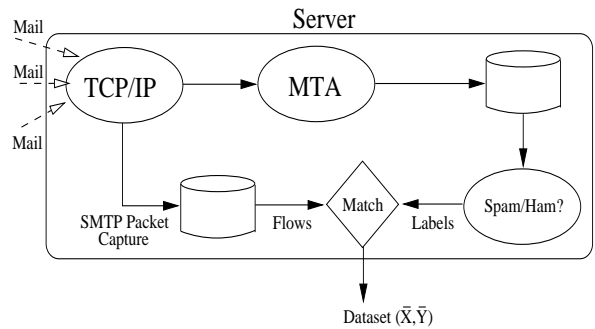 Server
Mail
Mail
Mail
TCP/IP
MTA
SMTP Packet
Capture
Flows
Match
Labels
Spam/Ham?
Dataset (X̄,Ȳ)